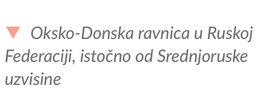 ▼ Oksko-Donska ravnica u Ruskoj
Federaciji, istočno od Srednjoruske
uzvisine